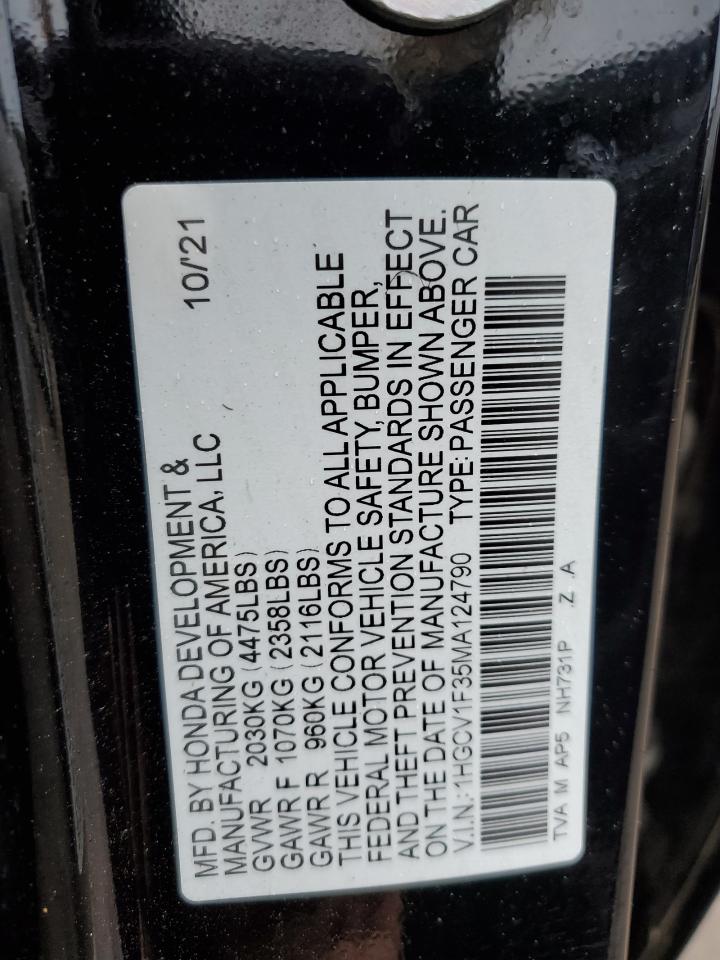 MFD. BY HONDA DEVELOPMENT &
MANUFACTURING OF AMERICA, LLC 10/'21
GVWR 2030KG (4475LBS)
GAWR F 1070KG (2358LBS)
GAWR R 960KG (2116LBS)
THIS VEHICLE CONFORMS TO ALL APPLICABLE
FEDERAL MOTOR VEHICLE SAFETY, BUMPER,
AND THEFT PREVENTION STANDARDS IN EFFECT
ON THE DATE OF MANUFACTURE SHOWN ABOVE.
V.I.N.: 1HGCV1F35MA124790 TYPE: PASSENGER CAR
TVA M AP5 NH731P Z .A